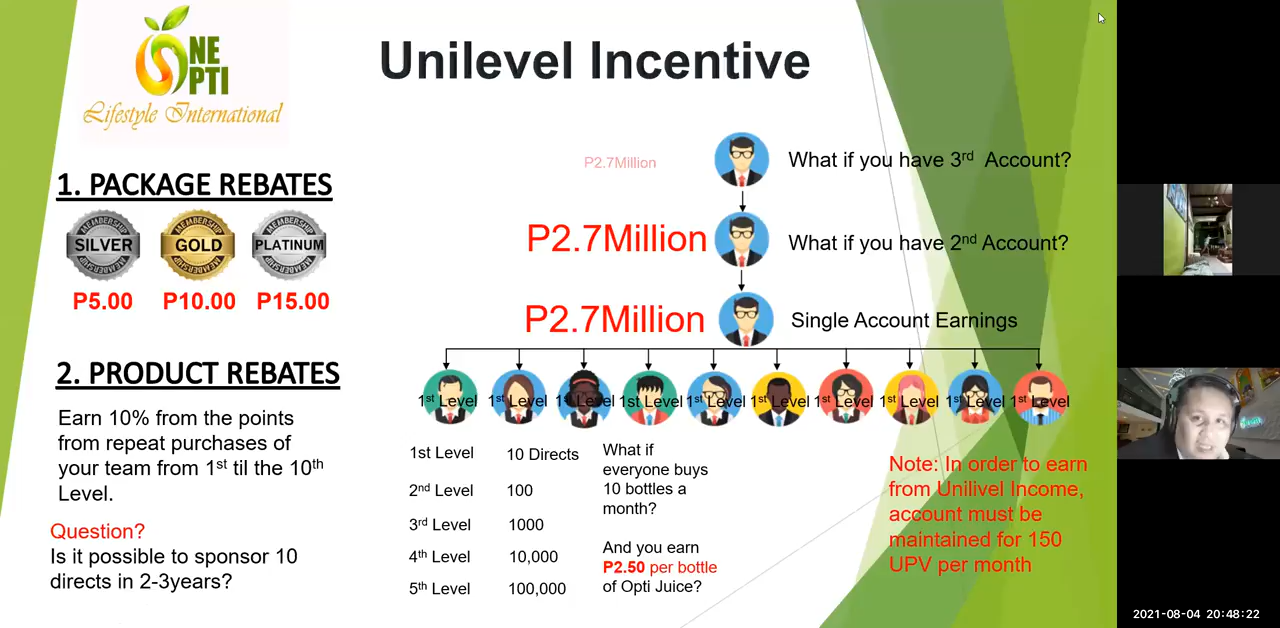 ONE
OPTI
Lifestyle International
Unilevel Incentive
P2.7Million
What if you have 3rd Account?
P2.7Million
What if you have 2nd Account?
P2.7Million
Single Account Earnings
1. PACKAGE REBATES
MEMBERSHIP
SILVER
MEMBERSHIP
MEMBERSHIP
GOLD
MEMBERSHIP
MEMBERSHIP
PLATINUM
MEMBERSHIP
P5.00 P10.00 P15.00
2. PRODUCT REBATES
Earn 10% from the points
from repeat purchases of
your team from 1st til the 10th
Level.
Question?
Is it possible to sponsor 10
directs in 2-3years?
1st Level 1st Level 1st Level 1st Level 1st Level 1st Level 1st Level 1st Level 1st Level 1st Level
1st Level 10 Directs
2nd Level 100
3rd Level 1000
4th Level 10,000
5th Level 100,000
What if
everyone buys
10 bottles a
month?
And you earn
P2.50 per bottle
of Opti Juice?
Note: In order to earn
from Unilivel Income,
account must be
maintained for 150
UPV per month
2021-08-04 20:48:22